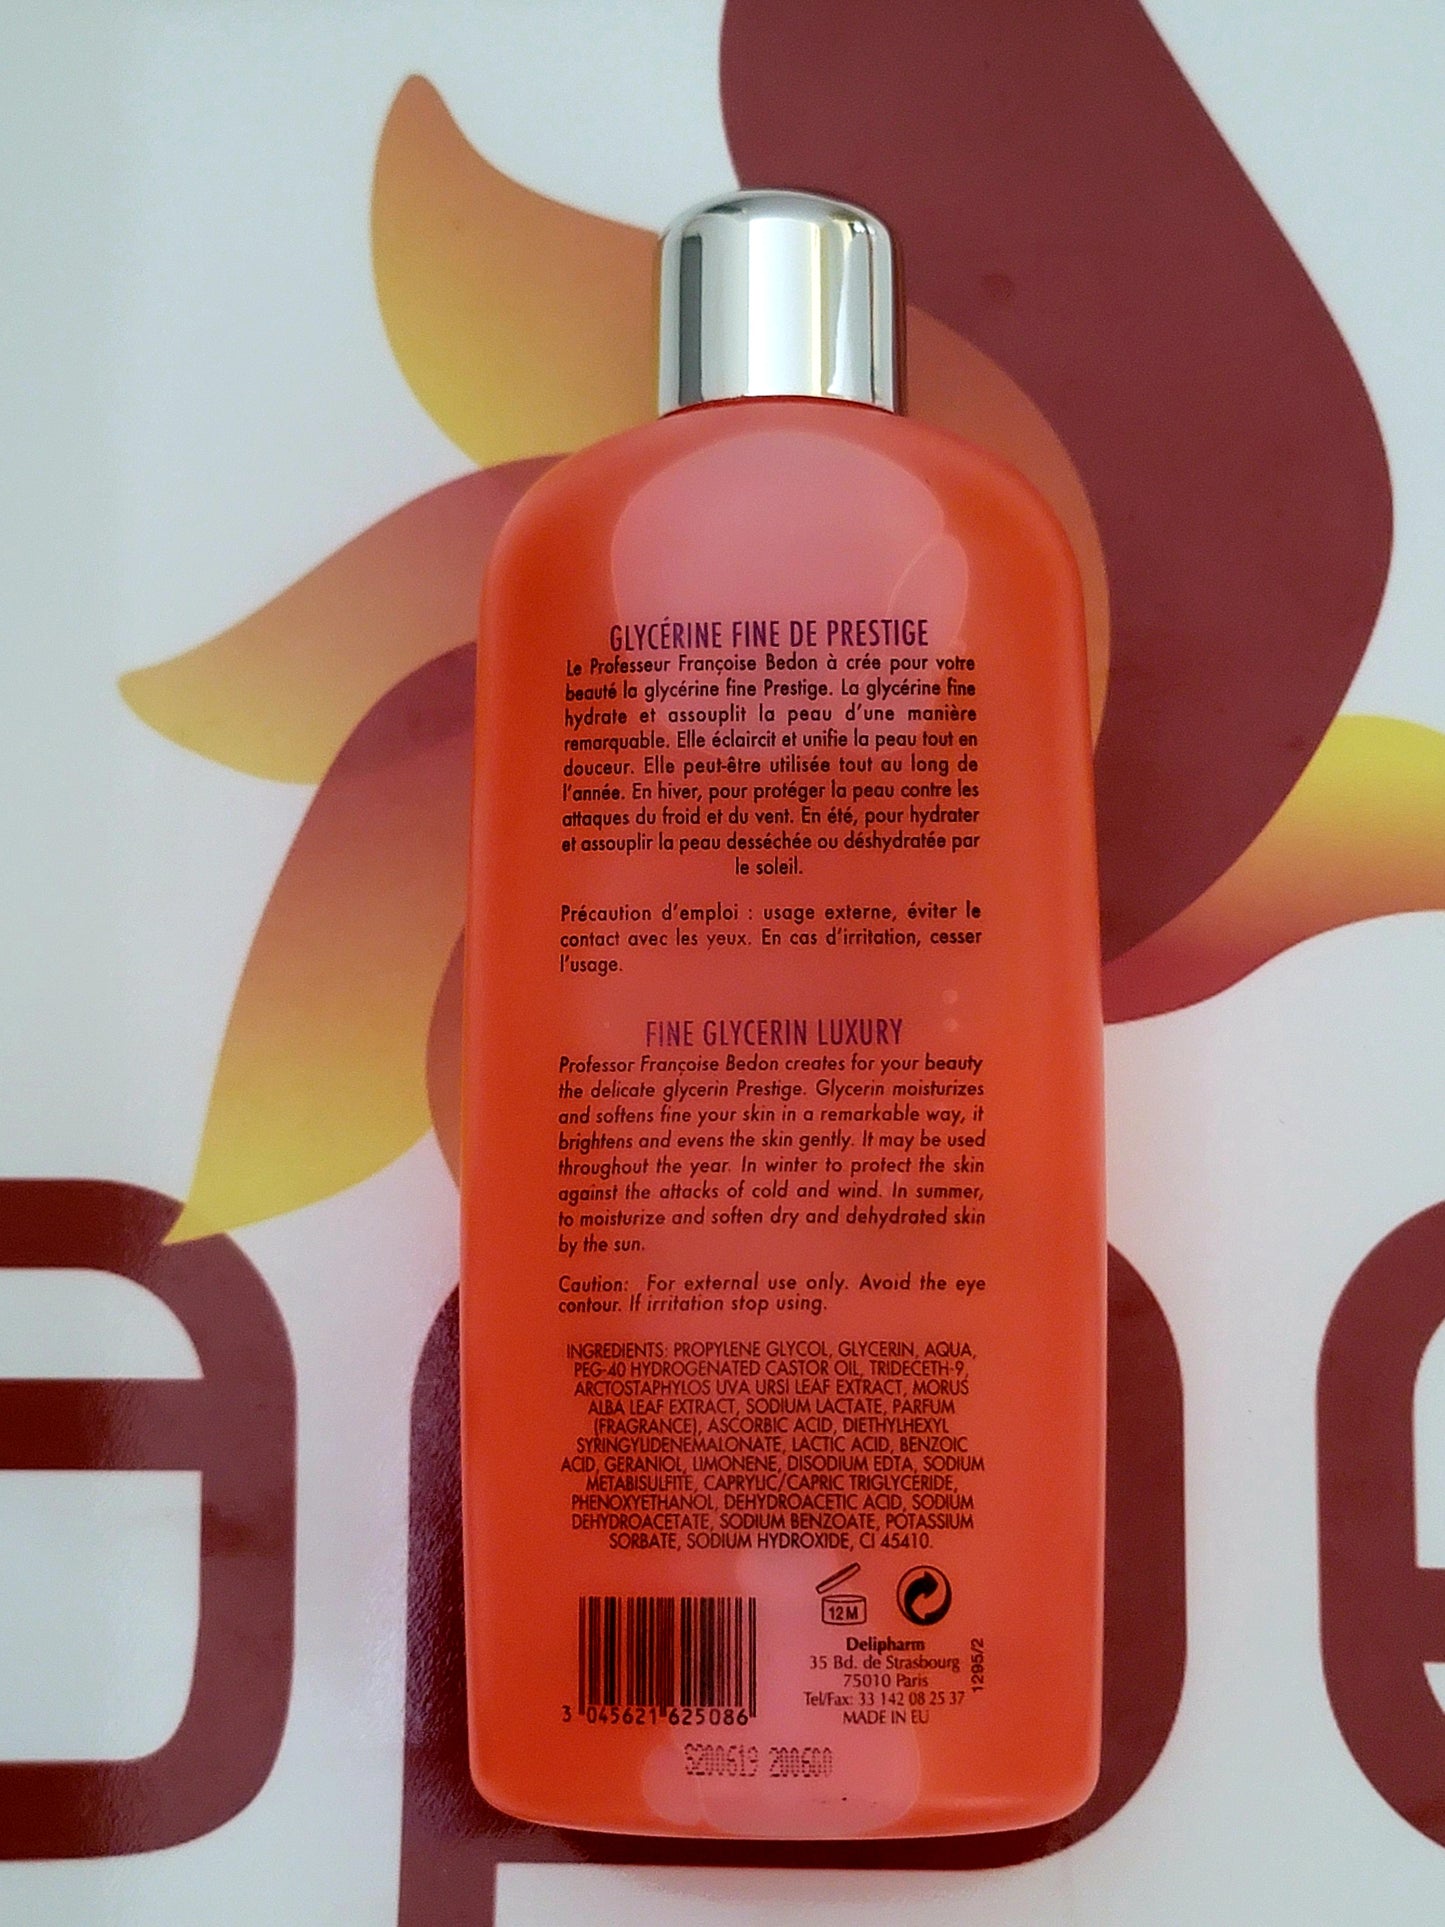 GLYCÉRINE FINE DE PRESTIGE
Le Professeur Françoise Bedon à crée pour votre
beauté la glycérine fine Prestige. La glycérine fine
hydrate et assouplit la peau d'une manière
remarquable. Elle éclaircit et unifie la peau tout en
douceur. Elle peut-être utilisée tout au long de
l'année. En hiver, pour protéger la peau contre les
attaques du froid et du vent. En été, pour hydrater
et assouplir la peau desséchée ou déshydratée par
le soleil.
Précaution d'emploi : usage externe, éviter le
contact avec les yeux. En cas d'irritation, cesser
l'usage.
FINE GLYCERIN LUXURY
Professor Françoise Bedon creates for your beauty
the delicate glycerin Prestige. Glycerin moisturizes
and softens fine your skin in a remarkable way, it
brightens and evens the skin gently. It may be used
throughout the year. In winter to protect the skin
against the attacks of cold and wind. In summer,
to moisturize and soften dry and dehydrated skin
by the sun.
Caution: For external use only. Avoid the eye
contour. If irritation stop using.
INGREDIENTS: PROPYLENE GLYCOL, GLYCERIN, AQUA,
PEG-40 HYDROGENATED CASTOR OIL, TRIDECETH-9,
ARCTOSTAPHYLOS UVA URSI LEAF EXTRACT, MORUS
ALBA LEAF EXTRACT, SODIUM LACTATE, PARFUM
(FRAGRANCE), ASCORBIC ACID, DIETHYLHEXYL
SYRINGYLIDENEMALONATE, LACTIC ACID, BENZOIC
ACID, GERANIOL, LIMONENE, DISODIUM EDTA, SODIUM
METABISULFITE, CAPRYLIC/CAPRIC TRIGLYCERIDE,
PHENOXYETHANOL, DEHYDROACETIC ACID, SODIUM
DEHYDROACETATE, SODIUM BENZOATE, POTASSIUM
SORBATE, SODIUM HYDROXIDE, CI 45410.
12M
Delipharm
35 Bd. de Strasbourg
75010 Paris
Tel/Fax: 33 142 08 25 37
MADE IN EU
1295/2
3 045621 625086